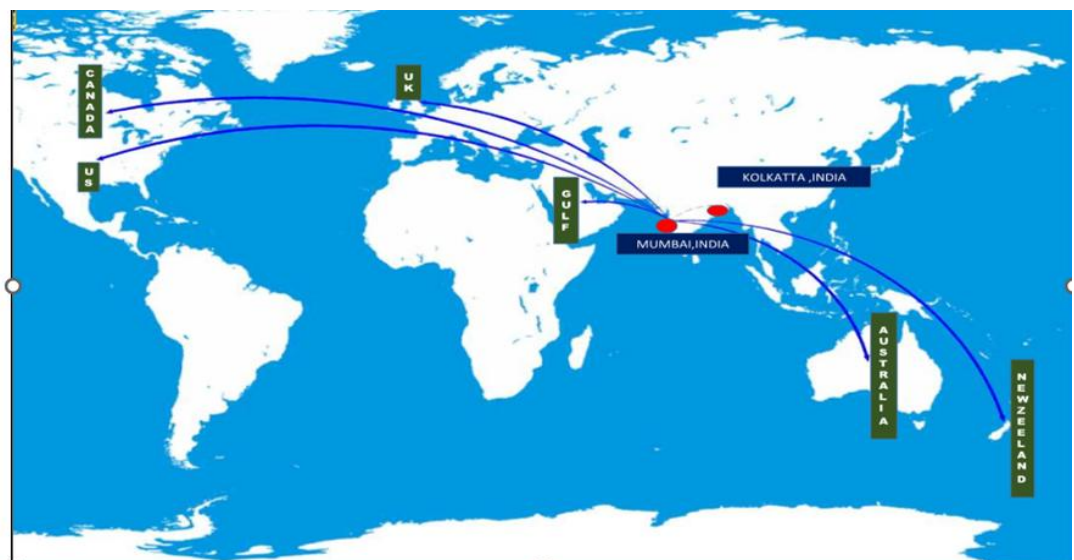 CANADA
UK
US
GULF
KOLKATTA ,INDIA
MUMBAI,INDIA
AUSTRALIA
NEWZEELAND